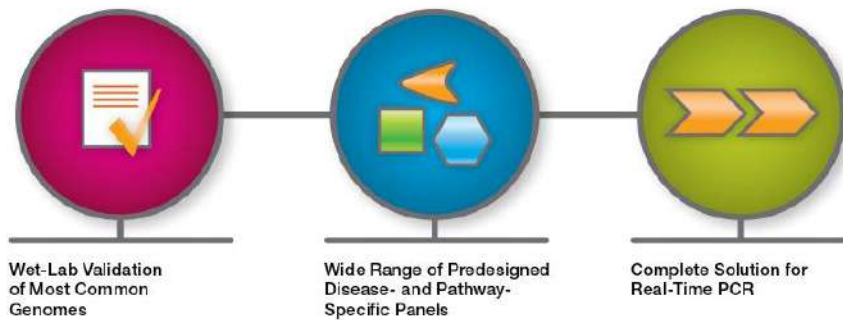 Wet-Lab Validation
of Most Common
Genomes
Wide Range of Predesigned
Disease- and Pathway-
Specific Panels
Complete Solution for
Real-Time PCR